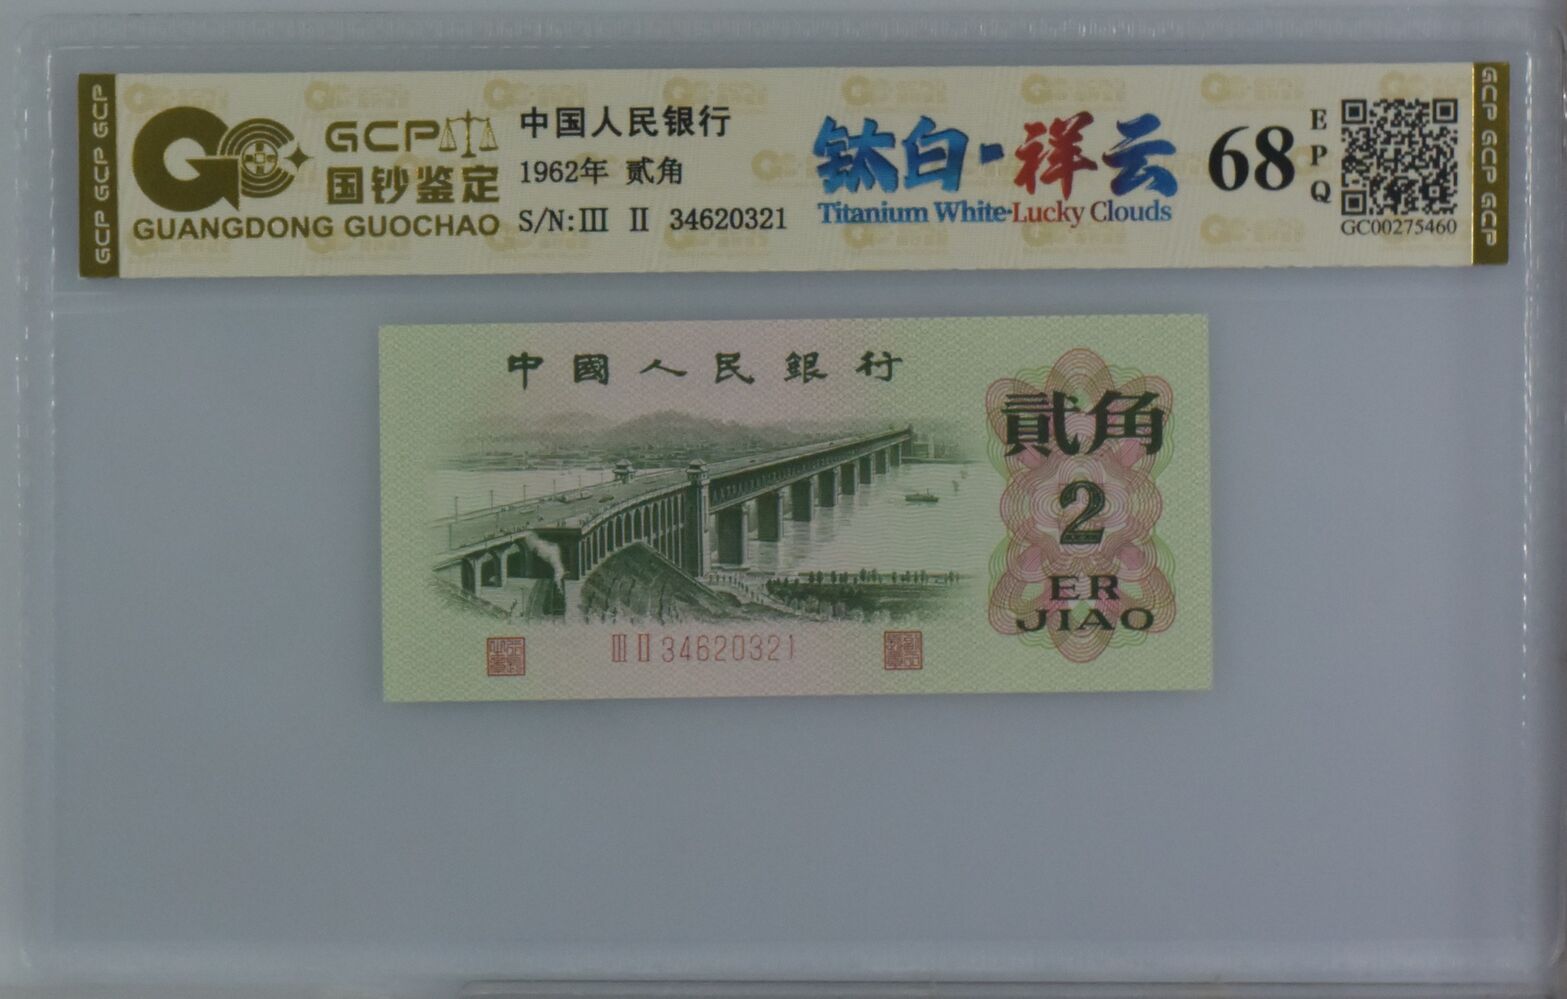 GCP GCP GCP
GCP
国钞鉴定
GUANGDONG GUOCHAO
中国人民银行
1962年 贰角
S/N:Ⅲ Ⅱ 34620321
钛白·祥云
Titanium White·Lucky Clouds
68
EPQ
GC00275460
GCP GCP GCP
中國人民銀行
貳角
2
ER
JIAO
Ⅲ Ⅱ 34620321